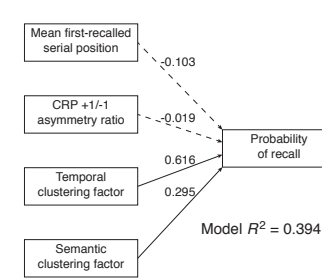 Mean first-recalled
serial position
-0.103
CRP +1/-1
asymmetry ratio
-0.019
Probability
of recall
0.616
Temporal
clustering factor
0.295
Model R² = 0.394
Semantic
clustering factor